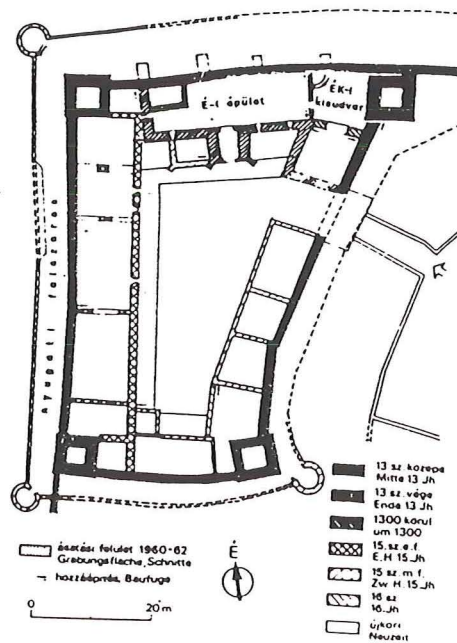 É-i épület
ÉK-i
kisudvar
nyugati falszoros
13 sz. közepe
Mitte 13 Jh
13 sz. vége
Ende 13 Jh
1300 körül
um 1300
15. sz. e. f.
E. H 15 Jh
15 sz. m. f.
Zw. H. 15. Jh
16 sz
16. Jh
újkori
Neuzeit
ásatási felület 1960-62
Grabungsfläche, Schnitte
hozzáépítés, Baufuge
É
0 20 m